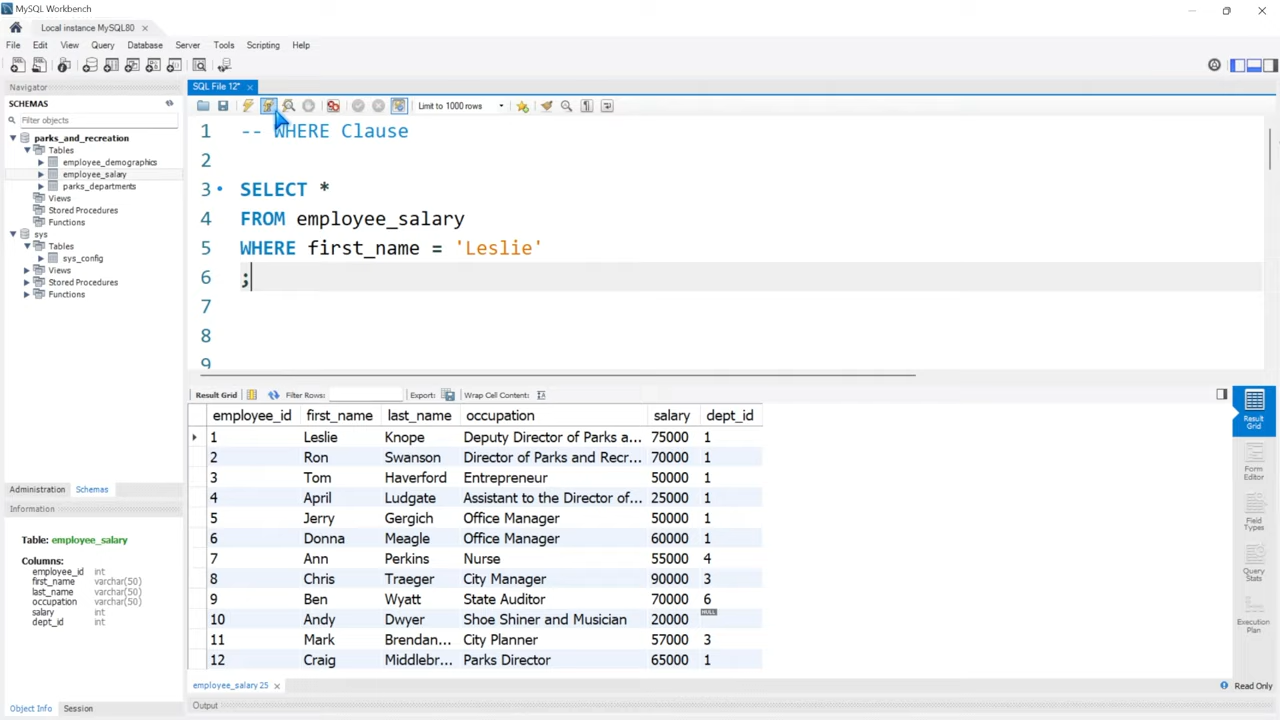 MySQL Workbench
Local instance MySQL80
File Edit View Query Database Server Tools Scripting Help
Navigator
SCHEMAS
Filter objects
parks_and_recreation
Tables
employee_demographics
employee_salary
parks_departments
Views
Stored Procedures
Functions
sys
Tables
sys_config
Views
Stored Procedures
Functions
Administration Schemas
Information
Table: employee_salary
Columns:
employee_id int
first_name varchar(50)
last_name varchar(50)
occupation varchar(50)
salary int
dept_id int
Object Info Session
SQL File 12*
Limit to 1000 rows
1 -- WHERE Clause
2
3 SELECT *
4 FROM employee_salary
5 WHERE first_name = 'Leslie'
6 ;
7
8
9
Result Grid Filter Rows: Export: Wrap Cell Content:
employee_id first_name last_name occupation salary dept_id
1 Leslie Knope Deputy Director of Parks a... 75000 1
2 Ron Swanson Director of Parks and Recr... 70000 1
3 Tom Haverford Entrepreneur 50000 1
4 April Ludgate Assistant to the Director of... 25000 1
5 Jerry Gergich Office Manager 50000 1
6 Donna Meagle Office Manager 60000 1
7 Ann Perkins Nurse 55000 4
8 Chris Traeger City Manager 90000 3
9 Ben Wyatt State Auditor 70000 6
10 Andy Dwyer Shoe Shiner and Musician 20000 NULL
11 Mark Brendan... City Planner 57000 3
12 Craig Middlebr... Parks Director 65000 1
Result
Grid
Form
Editor
Field
Types
Query
Stats
Execution
Plan
employee_salary 25
Read Only
Output